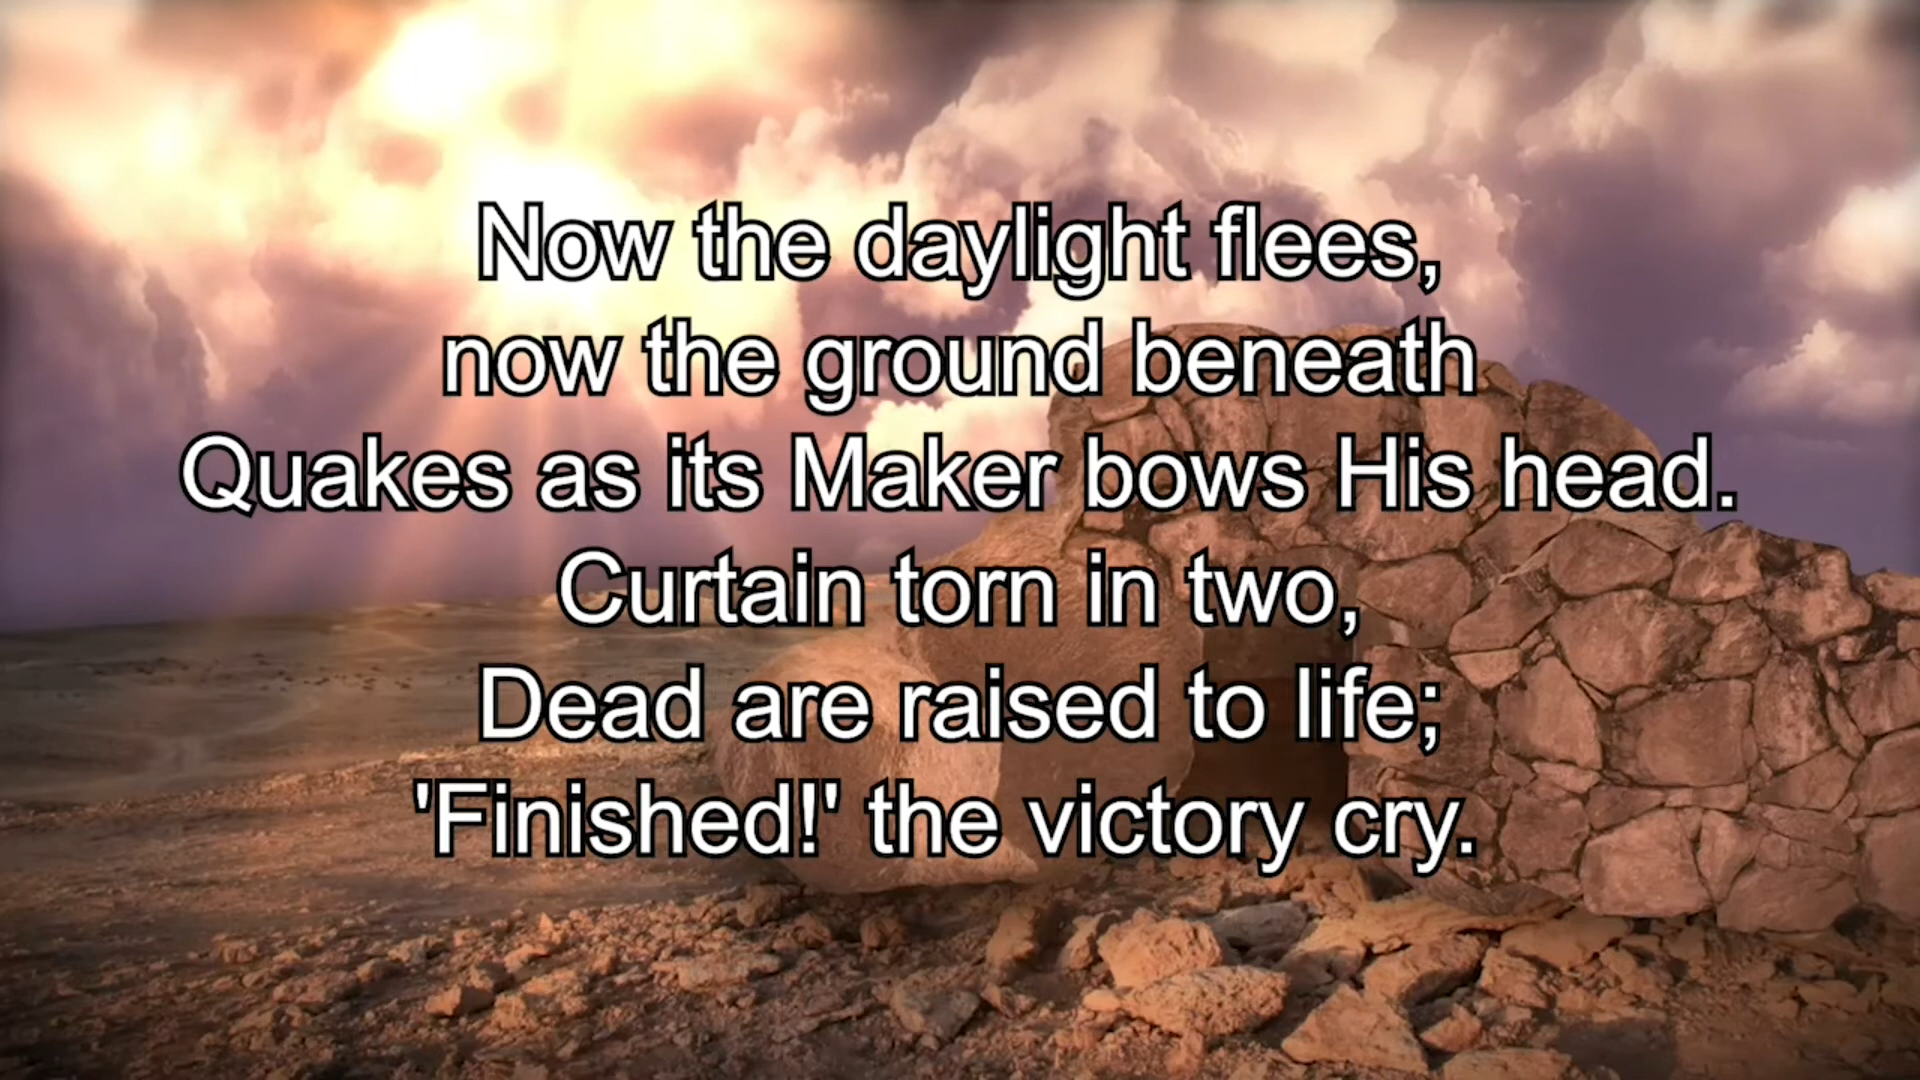 Now the daylight flees,
now the ground beneath
Quakes as its Maker bows His head.
Curtain torn in two,
Dead are raised to life;
'Finished!' the victory cry.